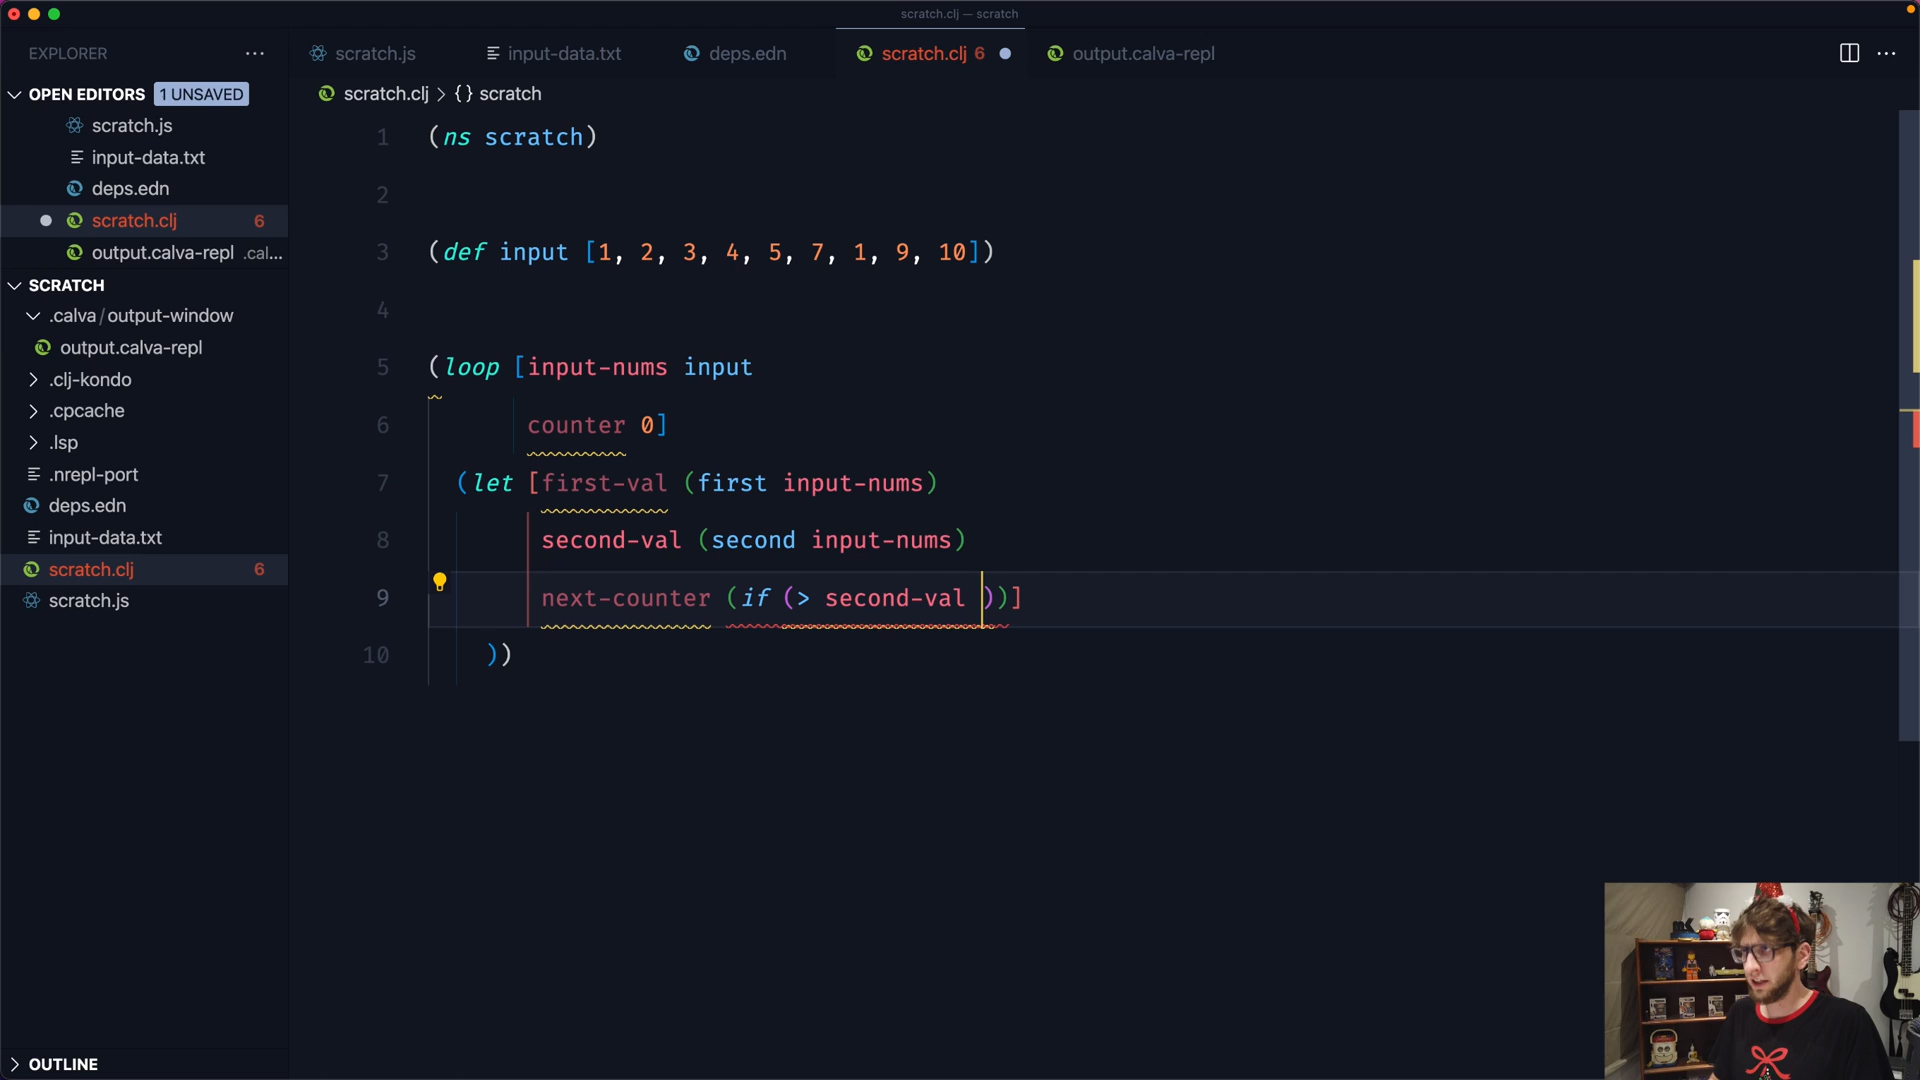 scratch.clj — scratch
EXPLORER
scratch.js
input-data.txt
deps.edn
scratch.clj 6
output.calva-repl
OPEN EDITORS 1 UNSAVED
scratch.js
input-data.txt
deps.edn
scratch.clj 6
output.calva-repl .cal...
SCRATCH
.calva/output-window
output.calva-repl
.clj-kondo
.cpcache
.lsp
.nrepl-port
deps.edn
input-data.txt
scratch.clj 6
scratch.js
OUTLINE
scratch.clj > {} scratch
1 (ns scratch)
2
3 (def input [1, 2, 3, 4, 5, 7, 1, 9, 10])
4
5 (loop [input-nums input
6 counter 0]
7 (let [first-val (first input-nums)
8 second-val (second input-nums)
9 next-counter (if (> second-val ))]
10 ))